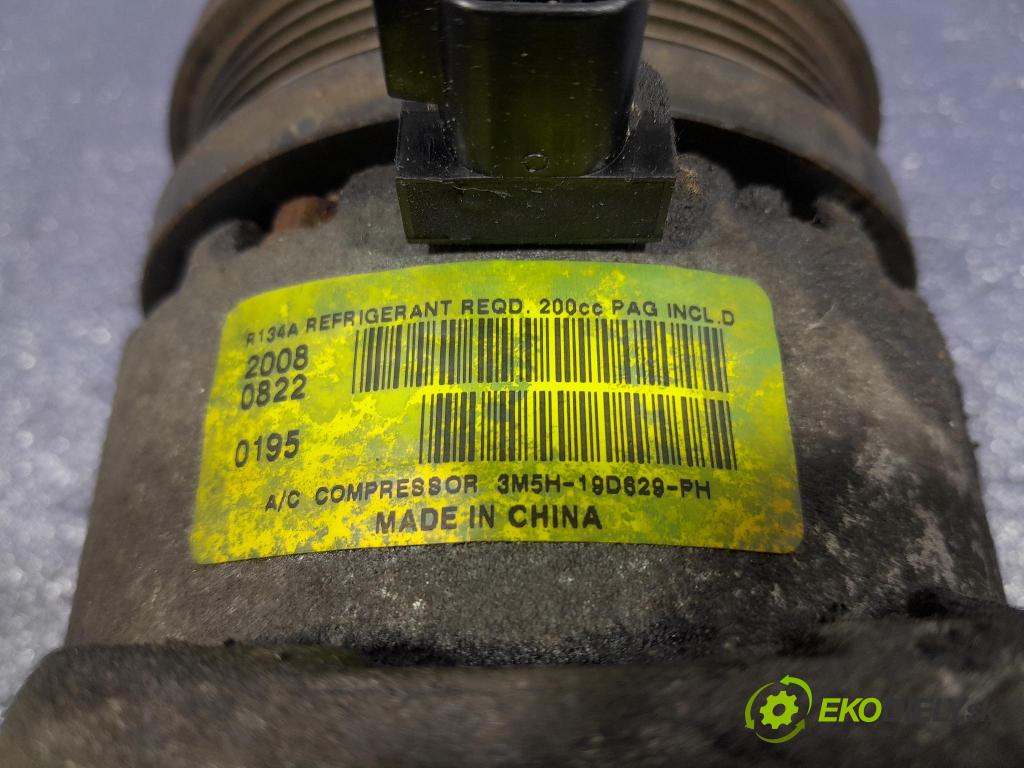 R134A REFRIGERANT REQD. 200cc PAG INCL.D
2008
0822
0195
A/C COMPRESSOR 3M5H-19D629-PH
MADE IN CHINA
EKODIELY.SK